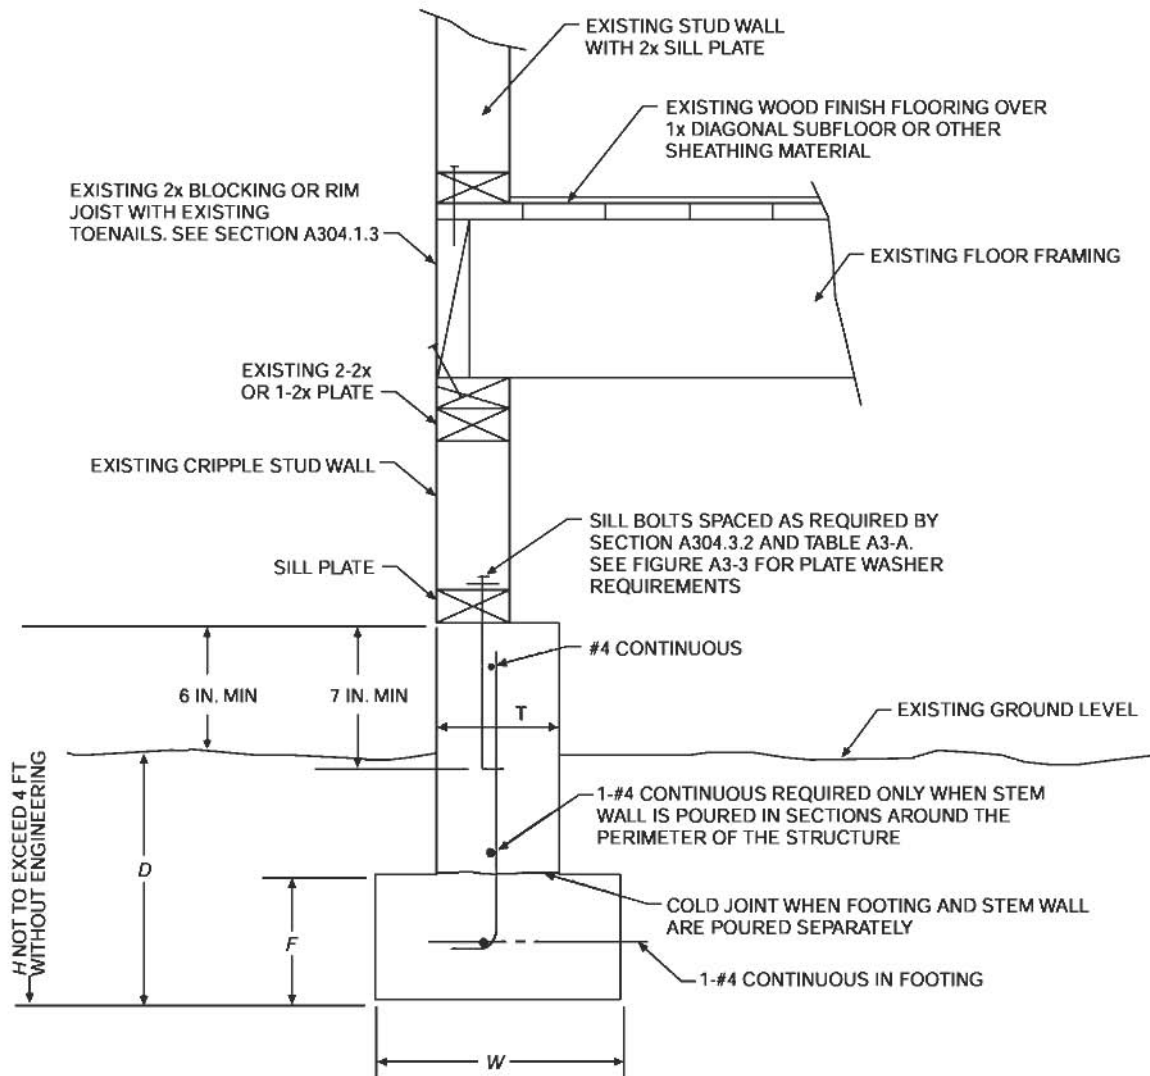 EXISTING STUD WALL
WITH 2x SILL PLATE
EXISTING WOOD FINISH FLOORING OVER
1x DIAGONAL SUBFLOOR OR OTHER
SHEATHING MATERIAL
EXISTING 2x BLOCKING OR RIM
JOIST WITH EXISTING
TOENAILS. SEE SECTION A304.1.3
EXISTING FLOOR FRAMING
EXISTING 2-2x
OR 1-2x PLATE
EXISTING CRIPPLE STUD WALL
SILL BOLTS SPACED AS REQUIRED BY
SECTION A304.3.2 AND TABLE A3-A.
SEE FIGURE A3-3 FOR PLATE WASHER
REQUIREMENTS
SILL PLATE
#4 CONTINUOUS
6 IN. MIN
7 IN. MIN
T
EXISTING GROUND LEVEL
1-#4 CONTINUOUS REQUIRED ONLY WHEN STEM
WALL IS POURED IN SECTIONS AROUND THE
PERIMETER OF THE STRUCTURE
H NOT TO EXCEED 4 FT
WITHOUT ENGINEERING
D
F
COLD JOINT WHEN FOOTING AND STEM WALL
ARE POURED SEPARATELY
1-#4 CONTINUOUS IN FOOTING
W